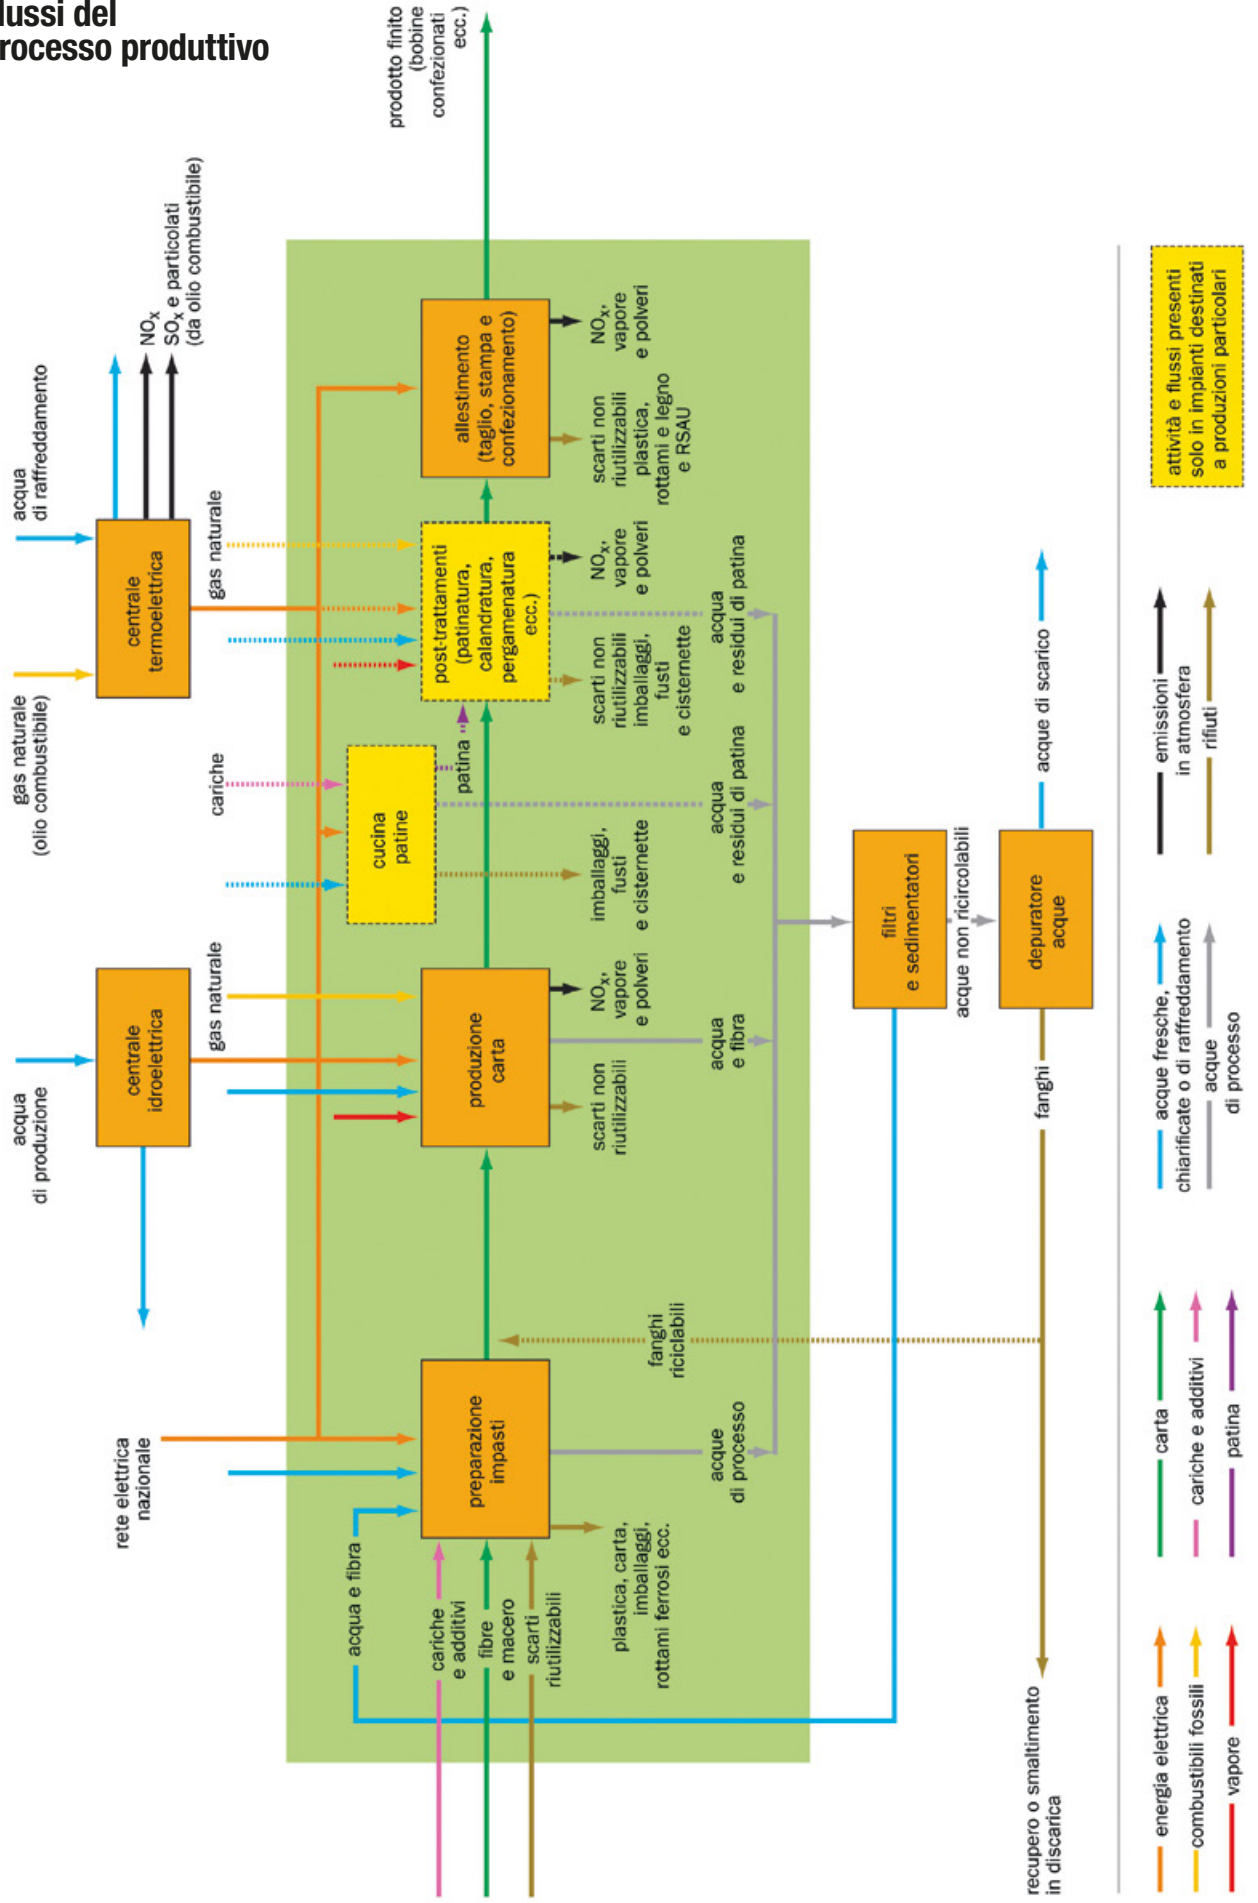 lussi del
rocesso produttivo
gas naturale
(olio combustibile)
acqua
di raffreddamento
centrale
termoelettrica
NOx
SOx e particolati
(da olio combustibile)
acqua
di produzione
centrale
idroelettrica
rete elettrica
nazionale
gas naturale
cariche
gas naturale
acqua e fibra
cariche
e additivi
fibre
e macero
scarti
riutilizzabili
preparazione
impasti
plastica, carta,
imballaggi,
rottami ferrosi ecc.
acque
di processo
fanghi
riciclabili
produzione
carta
scarti non
riutilizzabili
NOx,
vapore
e polveri
acqua
e fibra
cucina
patine
patina
imballaggi,
fusti
e cisternette
acqua
e residui di patina
post-trattamenti
(patinatura,
calandratura,
pergamenatura
ecc.)
scarti non
riutilizzabili
imballaggi,
fusti
e cisternette
NOx,
vapore
e polveri
acqua
e residui di patina
allestimento
(taglio, stampa e
confezionamento)
scarti non
riutilizzabili
plastica,
rottami e legno
e RSAU
NOx,
vapore
e polveri
prodotto finito
(bobine
confezionati
ecc.)
filtri
e sedimentatori
acque non ricircolabili
depuratore
acque
acque di scarico
fanghi
recupero o smaltimento
in discarica
energia elettrica
combustibili fossili
vapore
carta
cariche e additivi
patina
acque fresche,
chiarificate o di raffreddamento
acque
di processo
emissioni
in atmosfera
rifiuti
attività e flussi presenti
solo in impianti destinati
a produzioni particolari